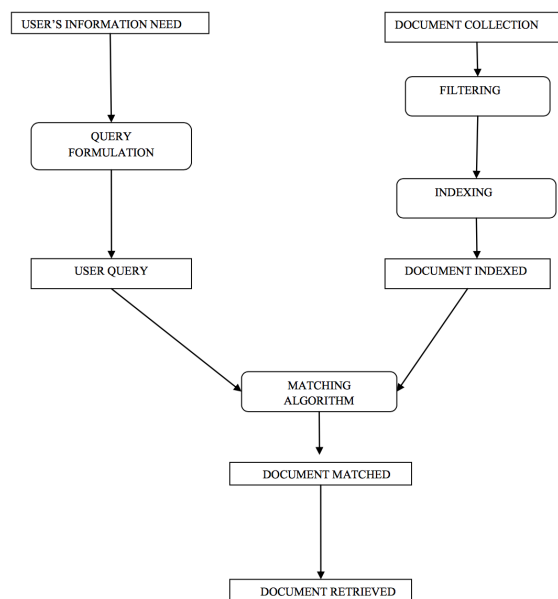 USER'S INFORMATION NEED
DOCUMENT COLLECTION
FILTERING
QUERY
FORMULATION
INDEXING
USER QUERY
DOCUMENT INDEXED
MATCHING
ALGORITHM
DOCUMENT MATCHED
DOCUMENT RETRIEVED